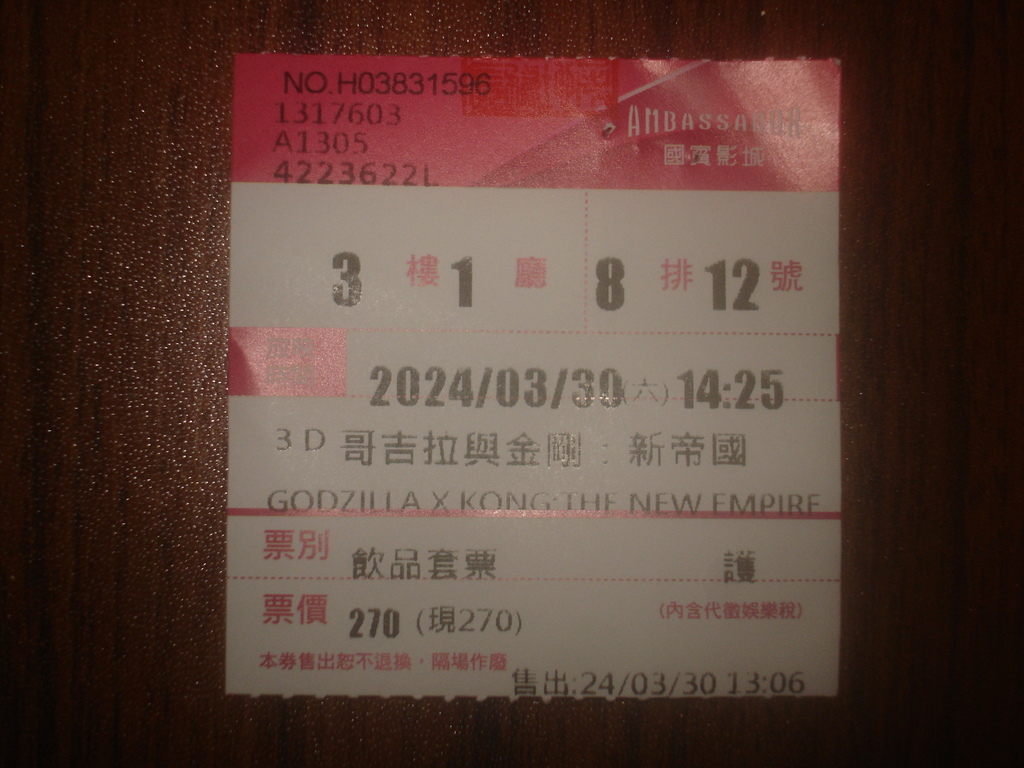 NO.H03831596
1317603
A1305
4223622L
AMBASSADOR
國賓影城
3 樓 1 廳 8 排 12 號
2024/03/30(六) 14:25
3D 哥吉拉與金剛:新帝國
GODZILLA X KONG:THE NEW EMPIRE
票別 飲品套票 護
票價 270 (現270) (內含代徵娛樂稅)
本券售出恕不退換,隔場作廢
售出:24/03/30 13:06